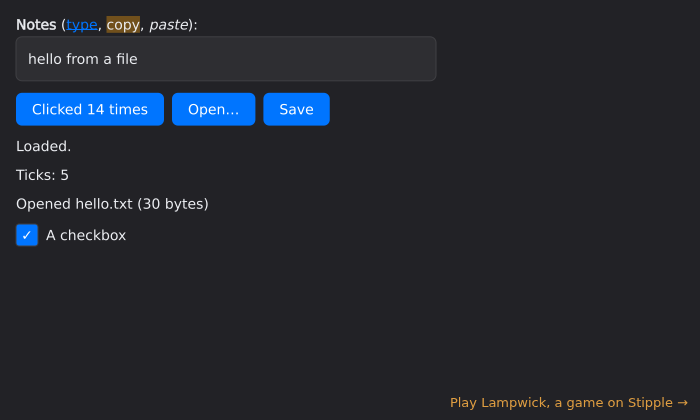 Notes (type, copy, paste):
hello from a file
Clicked 14 times Open… Save
Loaded.
Ticks: 5
Opened hello.txt (30 bytes)
✓ A checkbox
Play Lampwick, a game on Stipple →